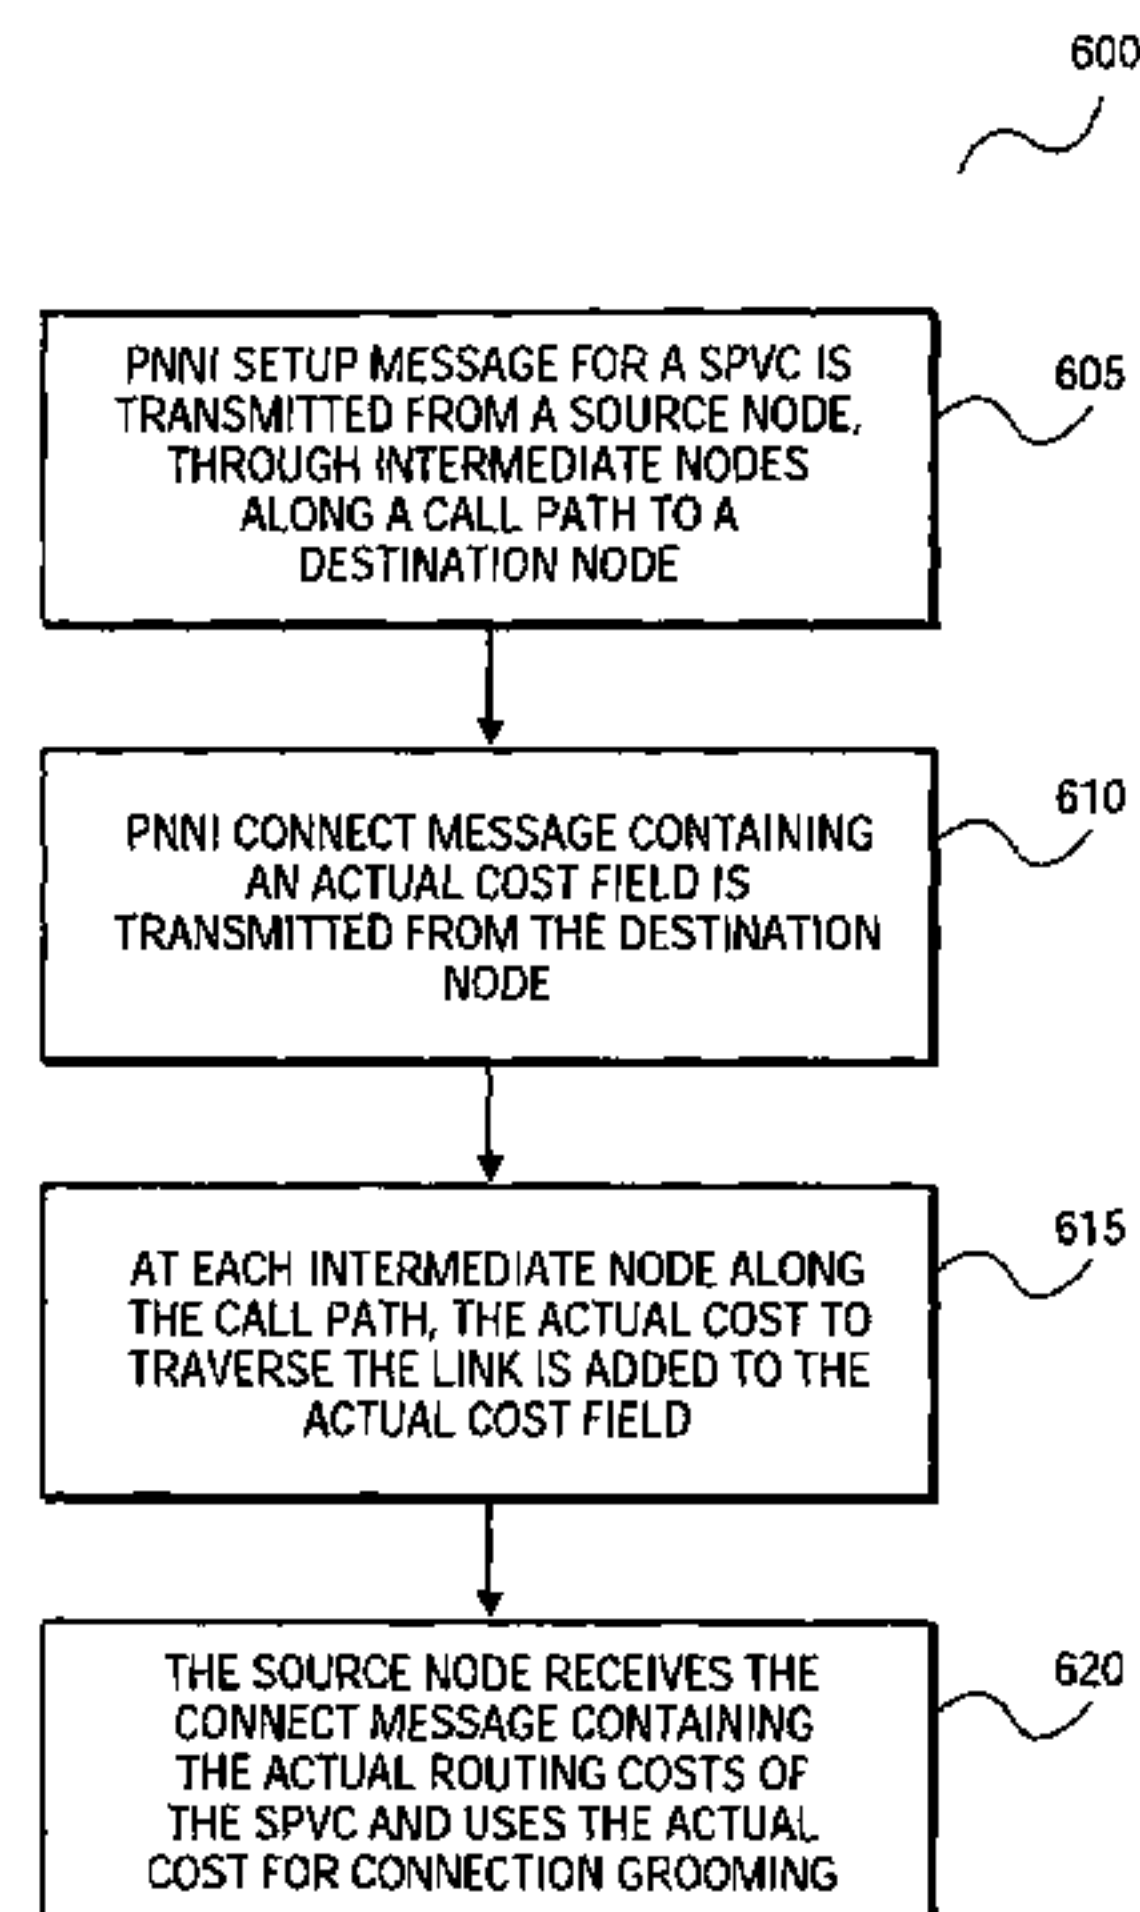 600
PNNI SETUP MESSAGE FOR A SPVC IS
TRANSMITTED FROM A SOURCE NODE,
THROUGH INTERMEDIATE NODES
ALONG A CALL PATH TO A
DESTINATION NODE
605
PNNI CONNECT MESSAGE CONTAINING
AN ACTUAL COST FIELD IS
TRANSMITTED FROM THE DESTINATION
NODE
610
AT EACH INTERMEDIATE NODE ALONG
THE CALL PATH, THE ACTUAL COST TO
TRAVERSE THE LINK IS ADDED TO THE
ACTUAL COST FIELD
615
THE SOURCE NODE RECEIVES THE
CONNECT MESSAGE CONTAINING
THE ACTUAL ROUTING COSTS OF
THE SPVC AND USES THE ACTUAL
COST FOR CONNECTION GROOMING
620